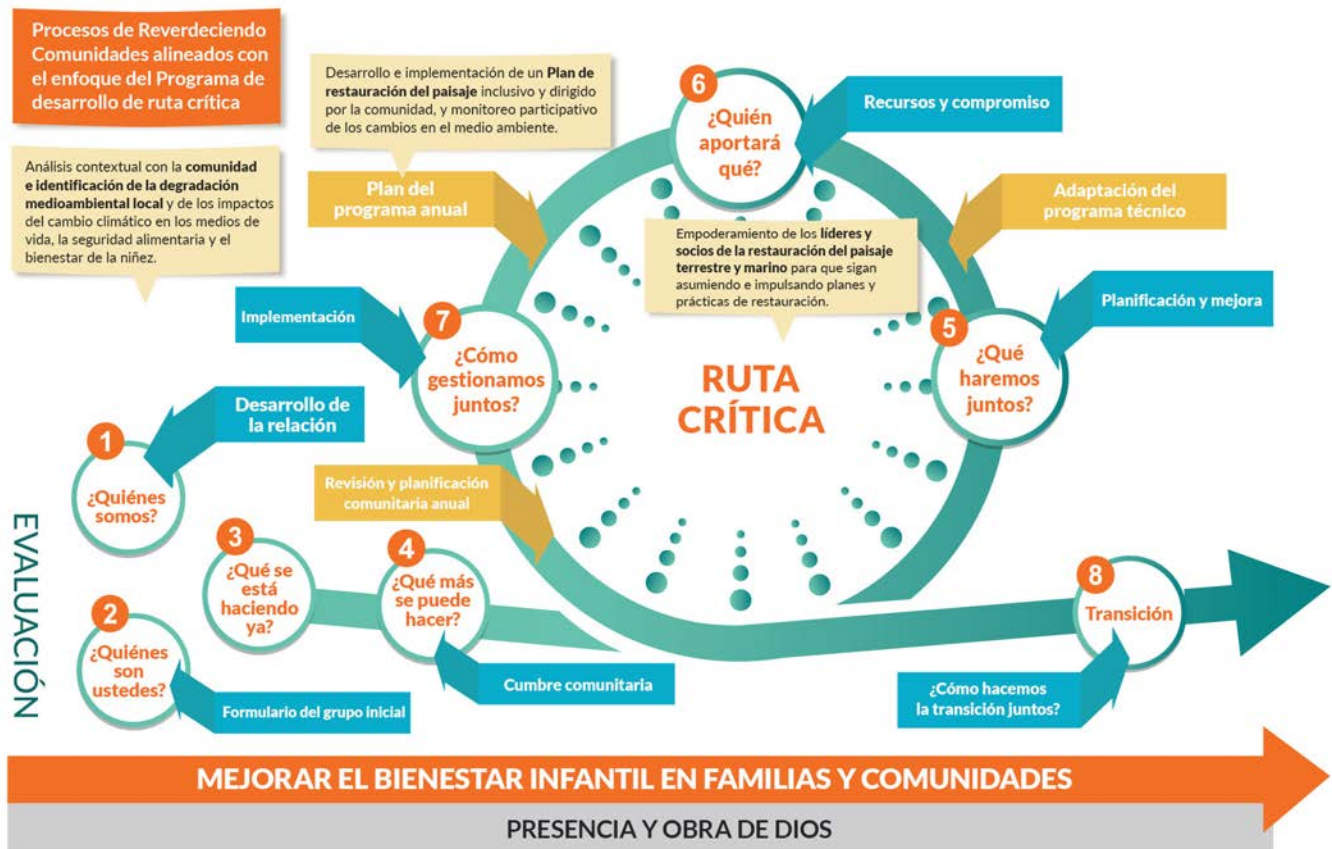 Procesos de Reverdeciendo
Comunidades alineados con
el enfoque del Programa de
desarrollo de ruta crítica
Análisis contextual con la comunidad
e identificación de la degradación
medioambiental local y de los impactos
del cambio climático en los medios de
vida, la seguridad alimentaria y el
bienestar de la niñez.
Desarrollo e implementación de un Plan de
restauración del paisaje inclusivo y dirigido
por la comunidad, y monitoreo participativo
de los cambios en el medio ambiente.
Plan del
programa anual
6
¿Quién
aportará
qué?
Recursos y compromiso
Adaptación del
programa técnico
Empoderamiento de los líderes y
socios de la restauración del paisaje
terrestre y marino para que sigan
asumiendo e impulsando planes y
prácticas de restauración.
Planificación y mejora
Implementación
7
¿Cómo
gestionamos
juntos?
RUTA
CRÍTICA
5
¿Qué
haremos
juntos?
Desarrollo de
la relación
1
¿Quiénes
somos?
Revisión y planificación
comunitaria anual
EVALUACIÓN
3
¿Qué se
está
haciendo
ya?
4
¿Qué más
se puede
hacer?
2
¿Quiénes
son
ustedes?
Formulario del grupo inicial
Cumbre comunitaria
8
Transición
¿Cómo hacemos
la transición juntos?
MEJORAR EL BIENESTAR INFANTIL EN FAMILIAS Y COMUNIDADES
PRESENCIA Y OBRA DE DIOS